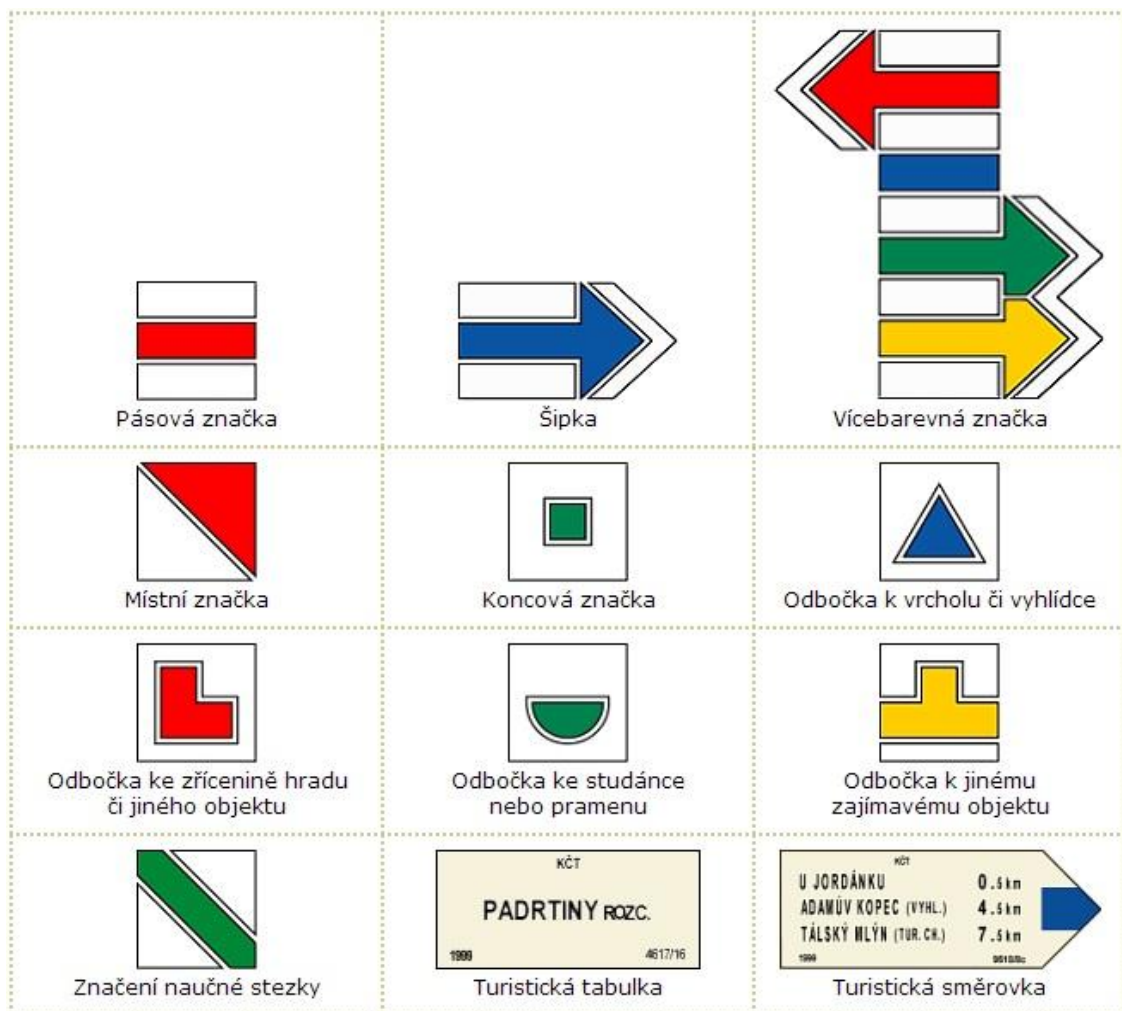 Pásová značka
Šipka
Vícebarevná značka
Místní značka
Koncová značka
Odbočka k vrcholu či vyhlídce
Odbočka ke zřícenině hradu
či jiného objektu
Odbočka ke studánce
nebo pramenu
Odbočka k jinému
zajímavému objektu
KČT
PADRTINY ROZC.
1999 4617/16
KČT
U JORDÁNKU 0.5 km
ADAMŮV KOPEC (VYHL.) 4.5 km
TÁLSKÝ MLÝN (TUR.CH.) 7.5 km
1999
Značení naučné stezky
Turistická tabulka
Turistická směrovka